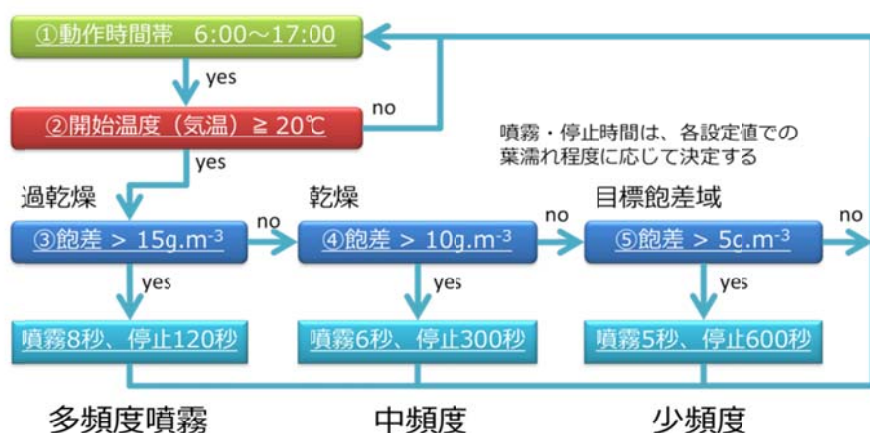 ①動作時間帯　6:00～17:00
yes
no
②開始温度（気温）≧ 20℃
噴霧・停止時間は、各設定値での
葉濡れ程度に応じて決定する
yes
過乾燥
乾燥
目標飽差域
no
no
no
③飽差 > 15g.m⁻³
④飽差 > 10g.m⁻³
⑤飽差 > 5g.m⁻³
yes
yes
yes
噴霧8秒、停止120秒
噴霧6秒、停止300秒
噴霧5秒、停止600秒
多頻度噴霧
中頻度
少頻度